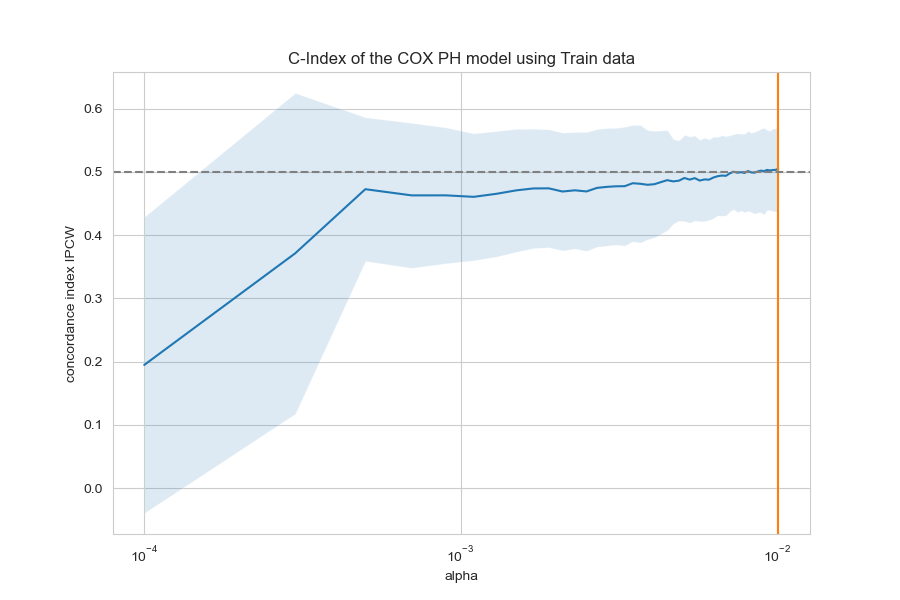 C-Index of the COX PH model using Train data
concordance index IPCW
0.6
0.5
0.4
0.3
0.2
0.1
0.0
10⁻⁴ 10⁻³ 10⁻²
alpha